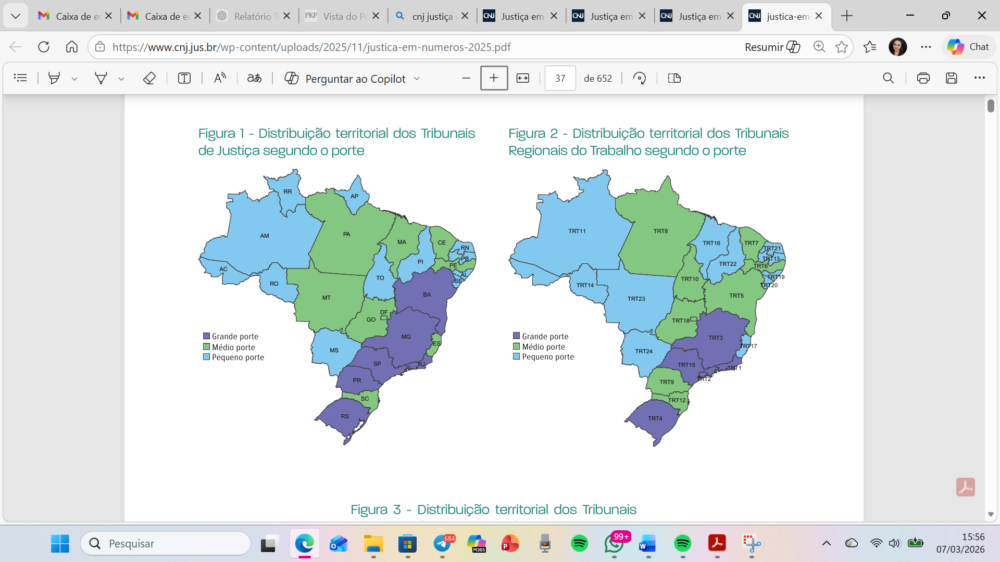 Caixa de er
Caixa de er
Relatório T
Vista do Po
cnj justiça
Justiça em
Justiça em
Justiça em
justica-em-
https://www.cnj.jus.br/wp-content/uploads/2025/11/justica-em-numeros-2025.pdf
Resumir
Chat
Perguntar ao Copilot
37
de 652
Figura 1 - Distribuição territorial dos Tribunais
de Justiça segundo o porte
RR
AP
AM
PA
MA
CE
RN
PB
PI
PE
AL
SE
AC
RO
TO
BA
MT
DF
GO
MG
ES
MS
SP
RJ
PR
SC
RS
Grande porte
Médio porte
Pequeno porte
Figura 2 - Distribuição territorial dos Tribunais
Regionais do Trabalho segundo o porte
TRT11
TRT8
TRT16
TRT7
TRT21
TRT13
TRT22
TRT6
TRT19
TRT20
TRT10
TRT14
TRT5
TRT23
TRT18
TRT3
TRT17
TRT24
TRT15
TRT1
TRT2
TRT9
TRT12
TRT4
Grande porte
Médio porte
Pequeno porte
Figura 3 - Distribuição territorial dos Tribunais
Pesquisar
684
M365
99+
15:56
07/03/2026